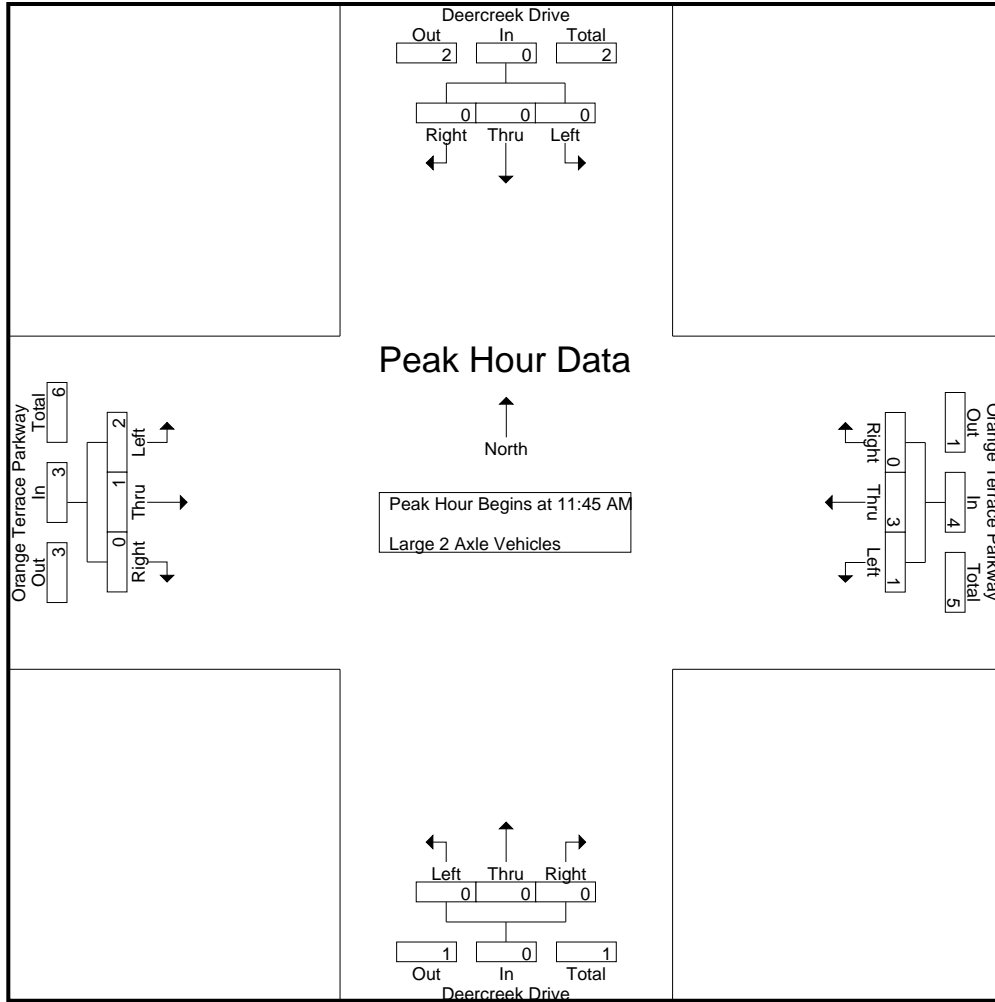 Deercreek Drive
Out In Total
2 0 2
0 0 0
Right Thru Left
Peak Hour Data
North
Peak Hour Begins at 11:45 AM
Large 2 Axle Vehicles
Orange Terrace Parkway
Out In Total
3 3 6
Left Thru Right
2 1 0
Orange Terrace Parkway
Out In Total
1 4 5
Right Thru Left
0 3 1
Left Thru Right
0 0 0
1 0 1
Out In Total
Deercreek Drive